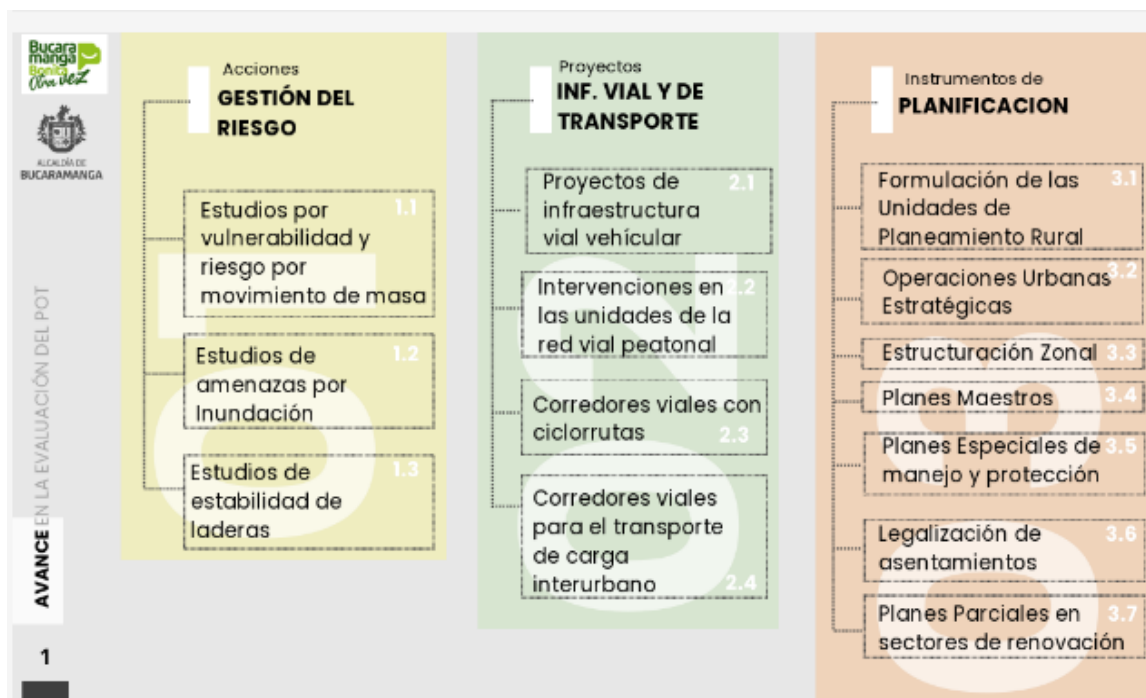 Bucara
manga
Bonita
Otra vez
ALCALDÍA DE
BUCARAMANGA
AVANCE EN LA EVALUACIÓN DEL POT
1
01
Acciones
GESTIÓN DEL
RIESGO
1.1
Estudios por
vulnerabilidad y
riesgo por
movimiento de masa
1.2
Estudios de
amenazas por
Inundación
1.3
Estudios de
estabilidad de
laderas
02
Proyectos
INF. VIAL Y DE
TRANSPORTE
2.1
Proyectos de
infraestructura
vial vehícular
2.2
Intervenciones en
las unidades de la
red vial peatonal
Corredores viales con
ciclorrutas
2.3
Corredores viales
para el transporte
de carga
interurbano
2.4
03
Instrumentos de
PLANIFICACION
3.1
Formulación de las
Unidades de
Planeamiento Rural
3.2
Operaciones Urbanas
Estratégicas
Estructuración Zonal 3.3
Planes Maestros 3.4
Planes Especiales de 3.5
manejo y protección
Legalización de 3.6
asentamientos
Planes Parciales en 3.7
sectores de renovación